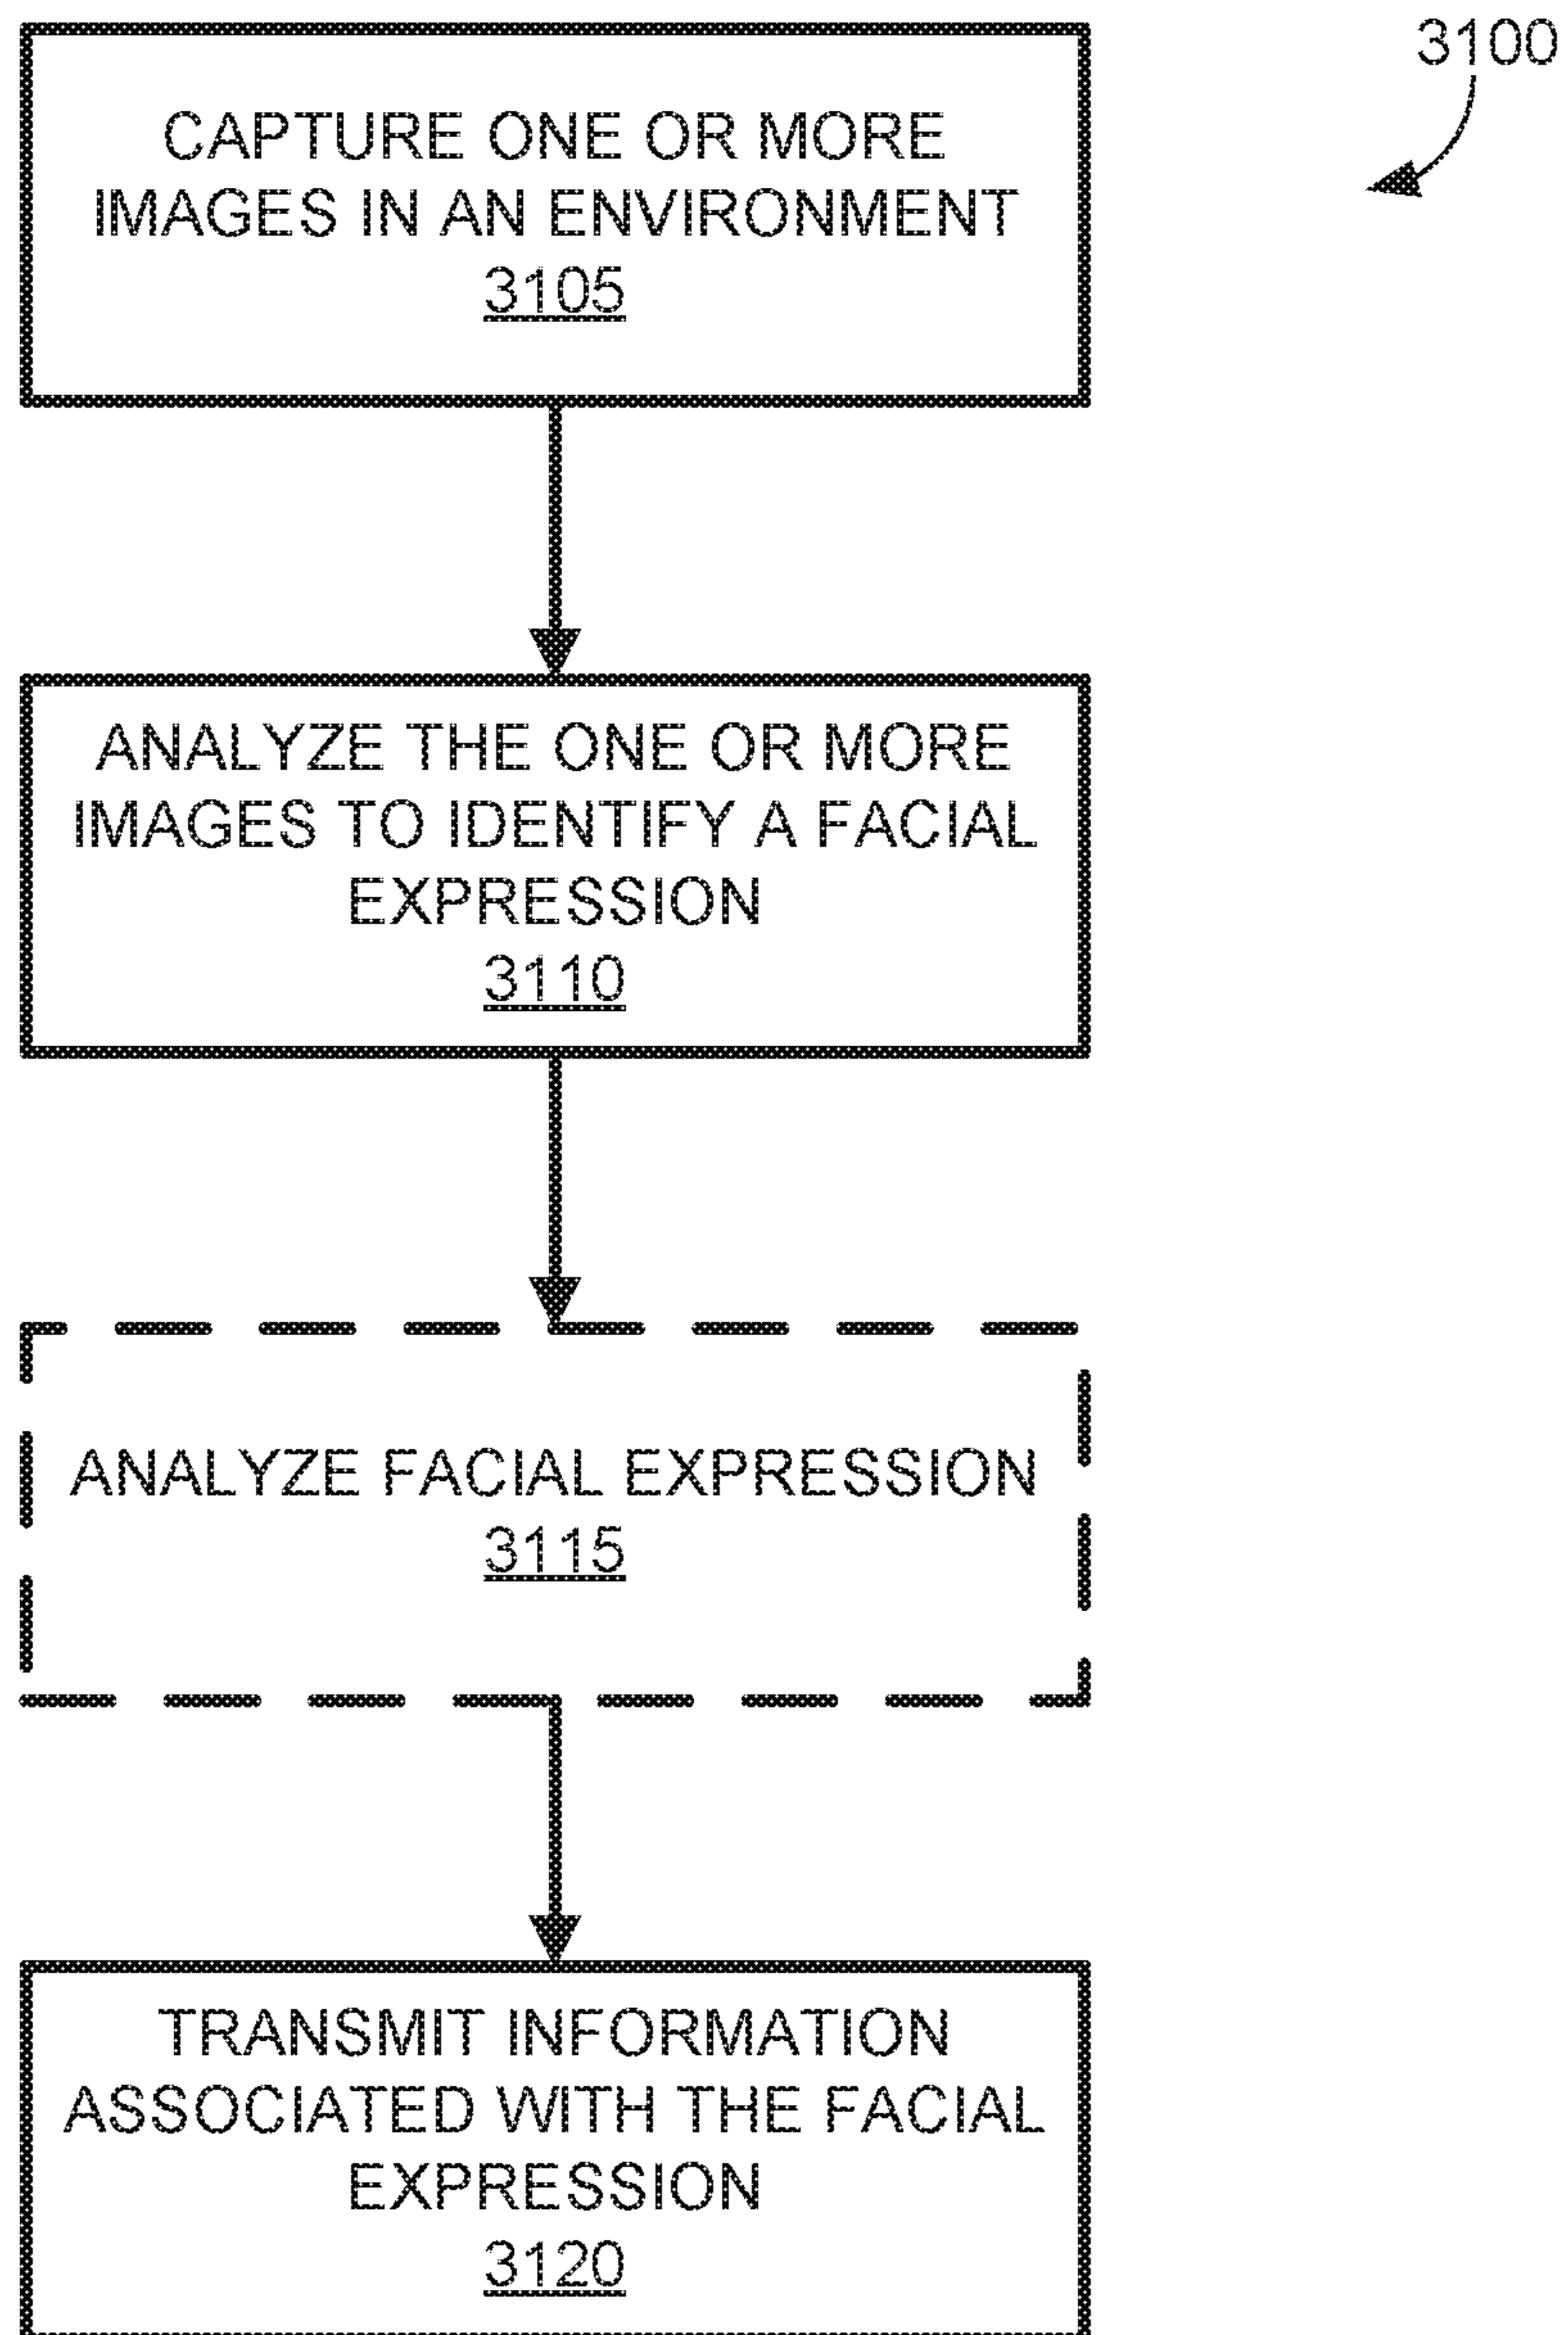 3100
CAPTURE ONE OR MORE
IMAGES IN AN ENVIRONMENT
3105
ANALYZE THE ONE OR MORE
IMAGES TO IDENTIFY A FACIAL
EXPRESSION
3110
ANALYZE FACIAL EXPRESSION
3115
TRANSMIT INFORMATION
ASSOCIATED WITH THE FACIAL
EXPRESSION
3120